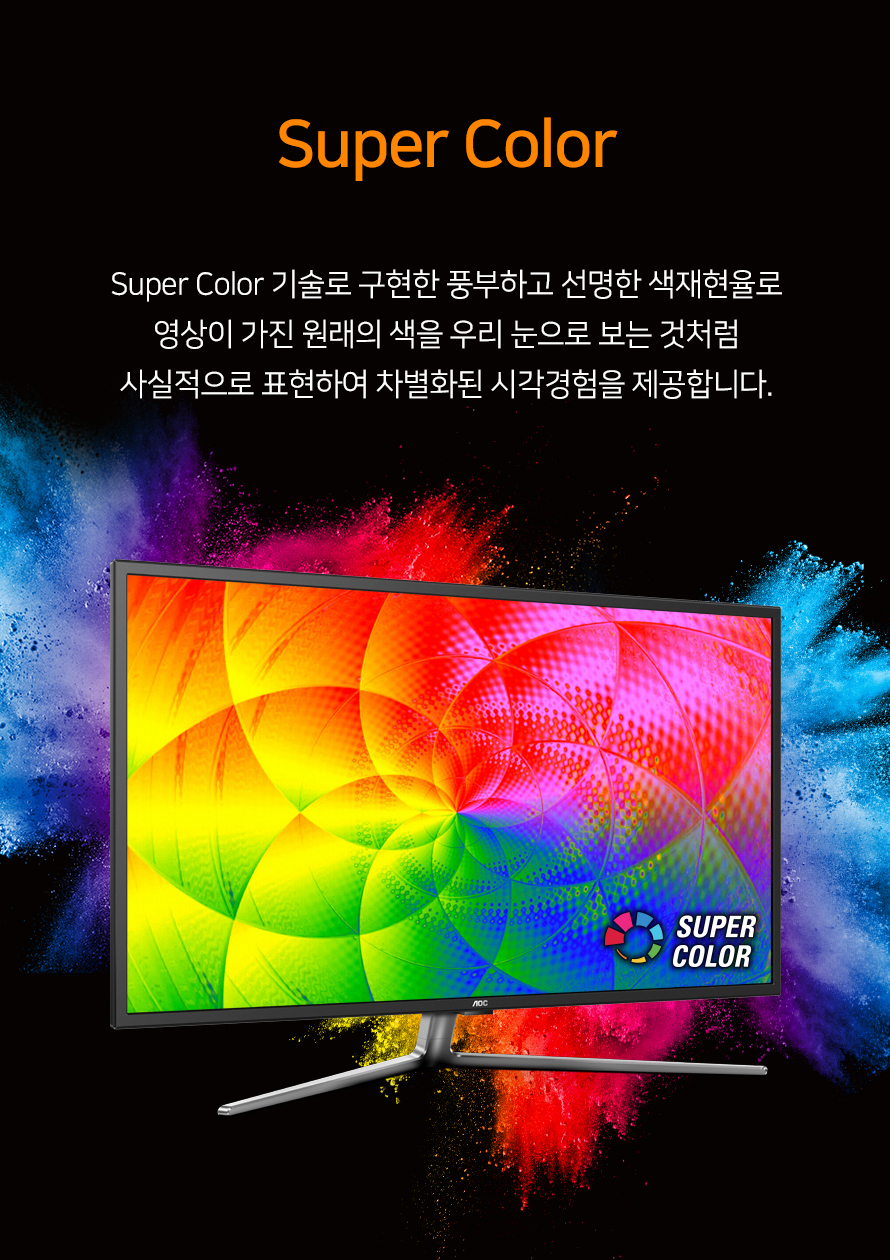 Super Color
Super Color 기술로 구현한 풍부하고 선명한 색재현율로
영상이 가진 원래의 색을 우리 눈으로 보는 것처럼
사실적으로 표현하여 차별화된 시각경험을 제공합니다.
SUPER
COLOR
AOC